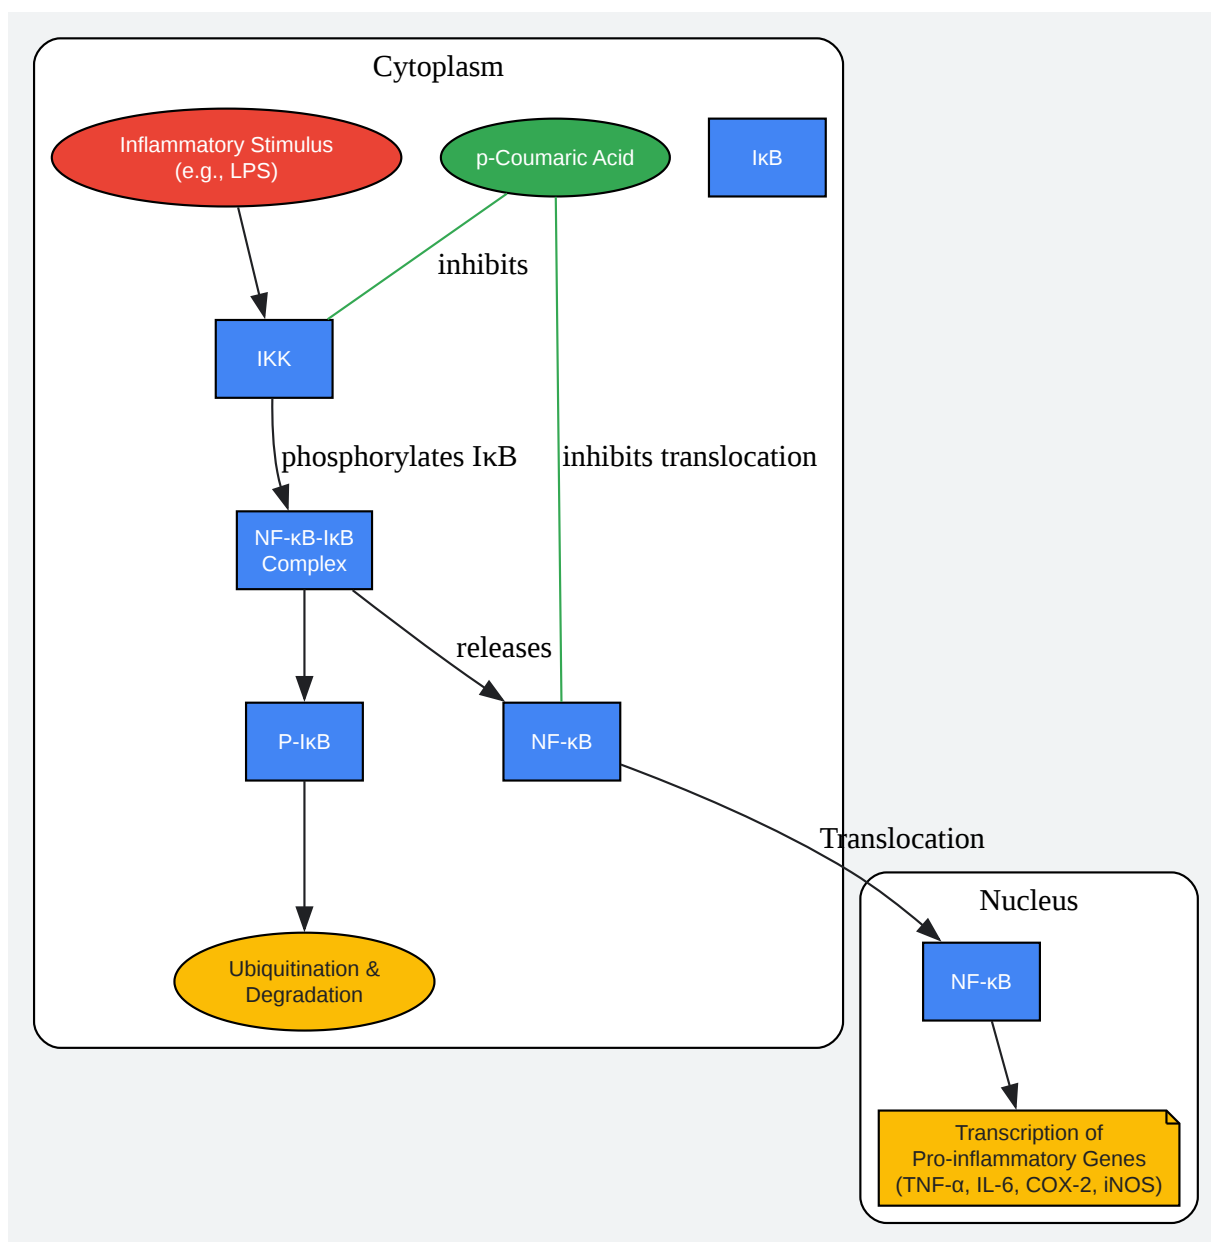 Cytoplasm
Inflammatory Stimulus
(e.g., LPS)
p-Coumaric Acid
IκB
inhibits
IKK
phosphorylates IκB
inhibits translocation
NF-κB-IκB
Complex
releases
P-IκB
NF-κB
Translocation
Nucleus
Ubiquitination &
Degradation
NF-κB
Transcription of
Pro-inflammatory Genes
(TNF-α, IL-6, COX-2, iNOS)